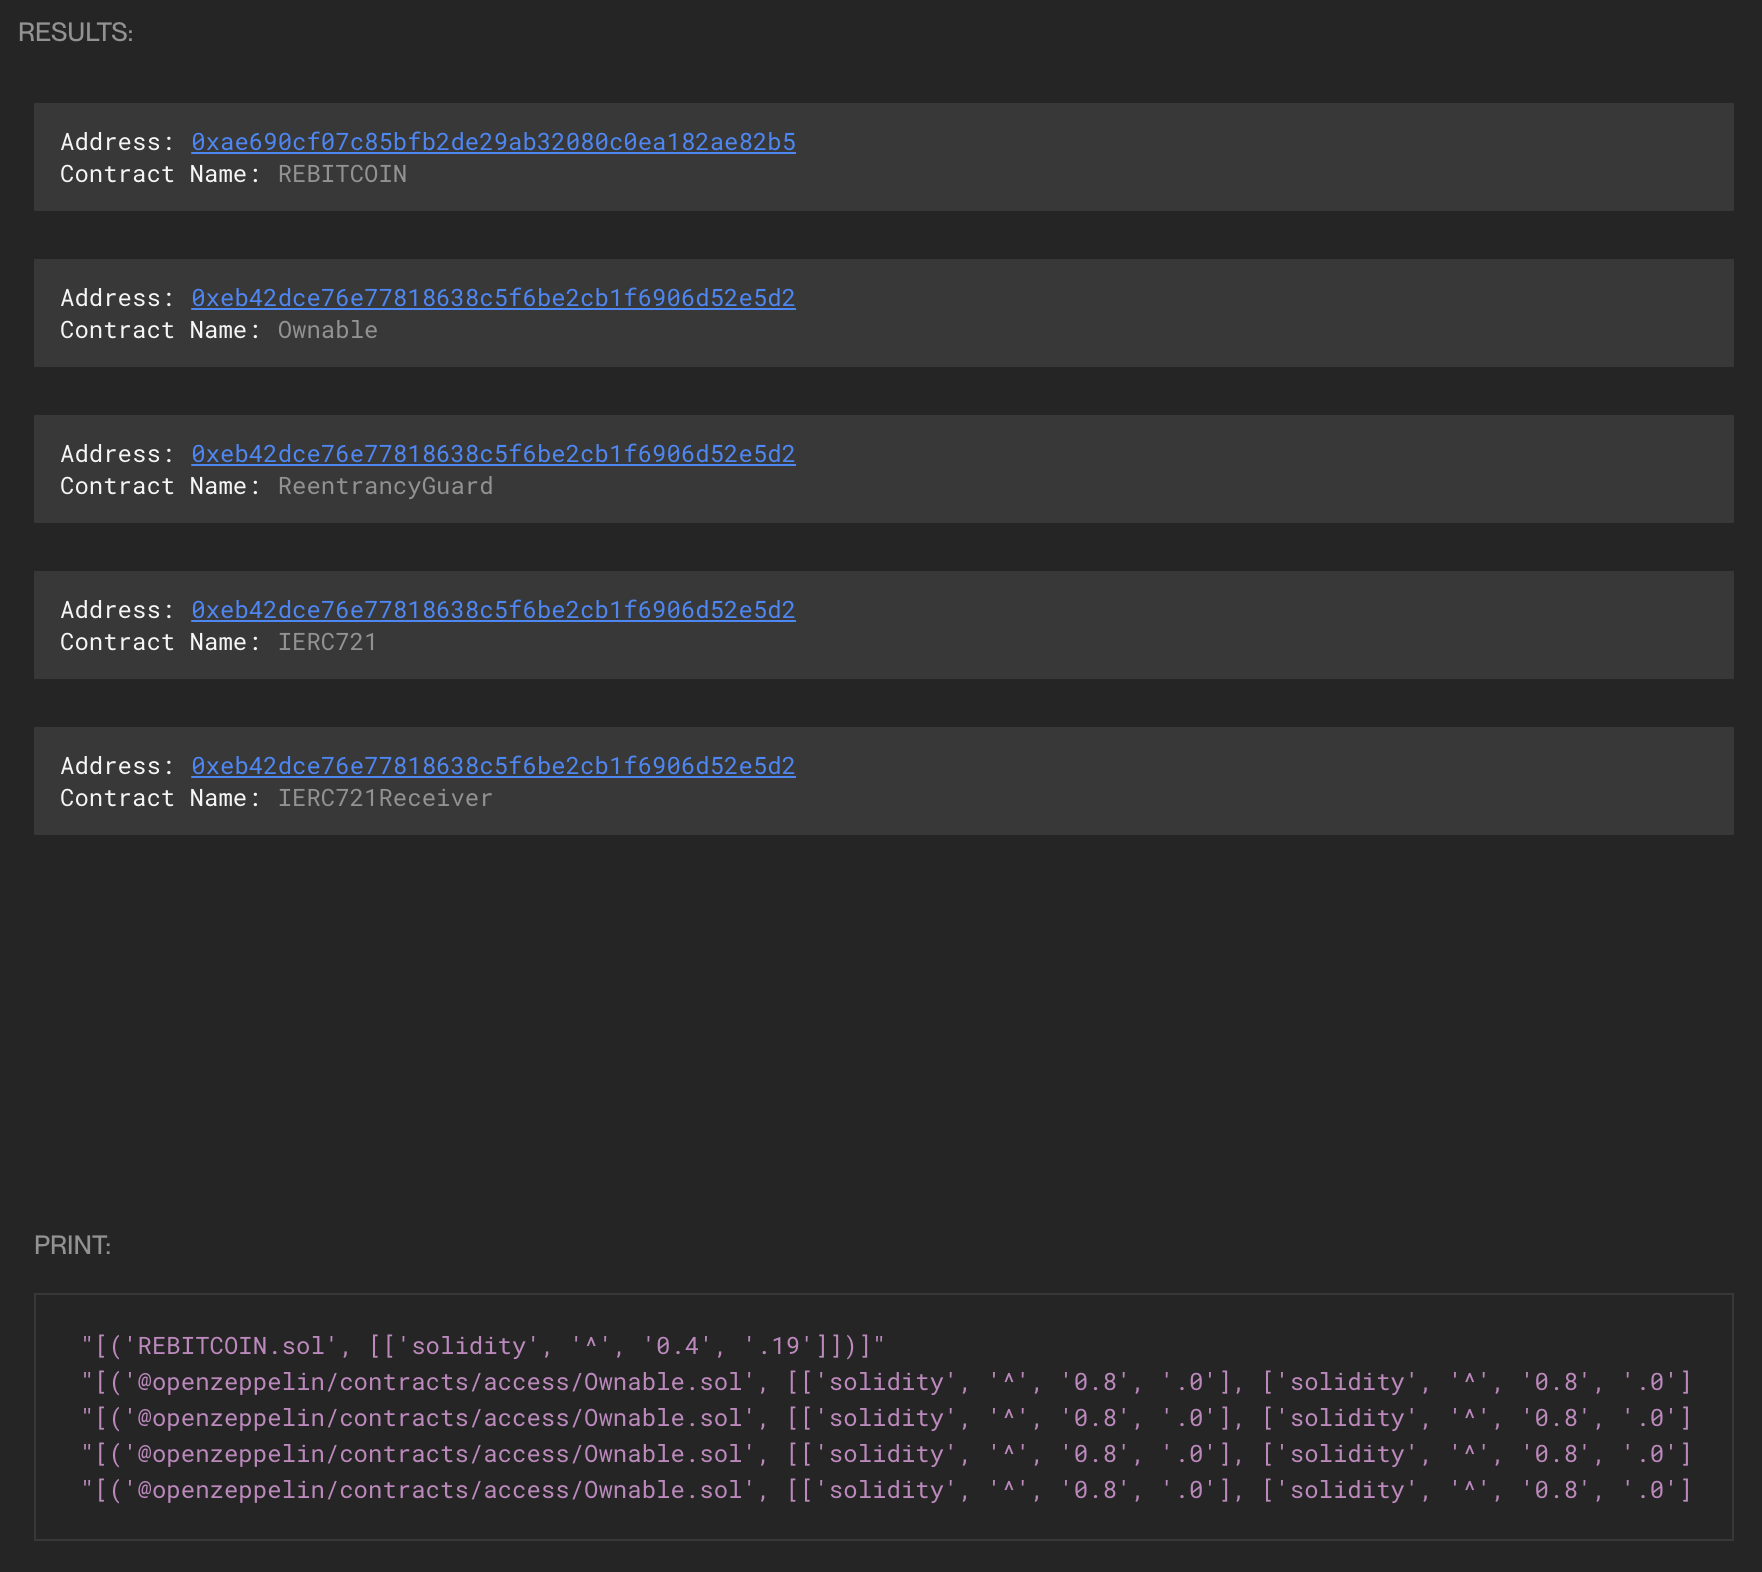 RESULTS:
Address: 0xae690cf07c85bfb2de29ab32080c0ea182ae82b5
Contract Name: REBITCOIN
Address: 0xeb42dce76e77818638c5f6be2cb1f6906d52e5d2
Contract Name: Ownable
Address: 0xeb42dce76e77818638c5f6be2cb1f6906d52e5d2
Contract Name: ReentrancyGuard
Address: 0xeb42dce76e77818638c5f6be2cb1f6906d52e5d2
Contract Name: IERC721
Address: 0xeb42dce76e77818638c5f6be2cb1f6906d52e5d2
Contract Name: IERC721Receiver
PRINT:
"[('REBITCOIN.sol', [['solidity', '^', '0.4', '.19']])]"
"[('@openzeppelin/contracts/access/Ownable.sol', [['solidity', '^', '0.8', '.0'], ['solidity', '^', '0.8', '.0']
"[('@openzeppelin/contracts/access/Ownable.sol', [['solidity', '^', '0.8', '.0'], ['solidity', '^', '0.8', '.0']
"[('@openzeppelin/contracts/access/Ownable.sol', [['solidity', '^', '0.8', '.0'], ['solidity', '^', '0.8', '.0']
"[('@openzeppelin/contracts/access/Ownable.sol', [['solidity', '^', '0.8', '.0'], ['solidity', '^', '0.8', '.0']